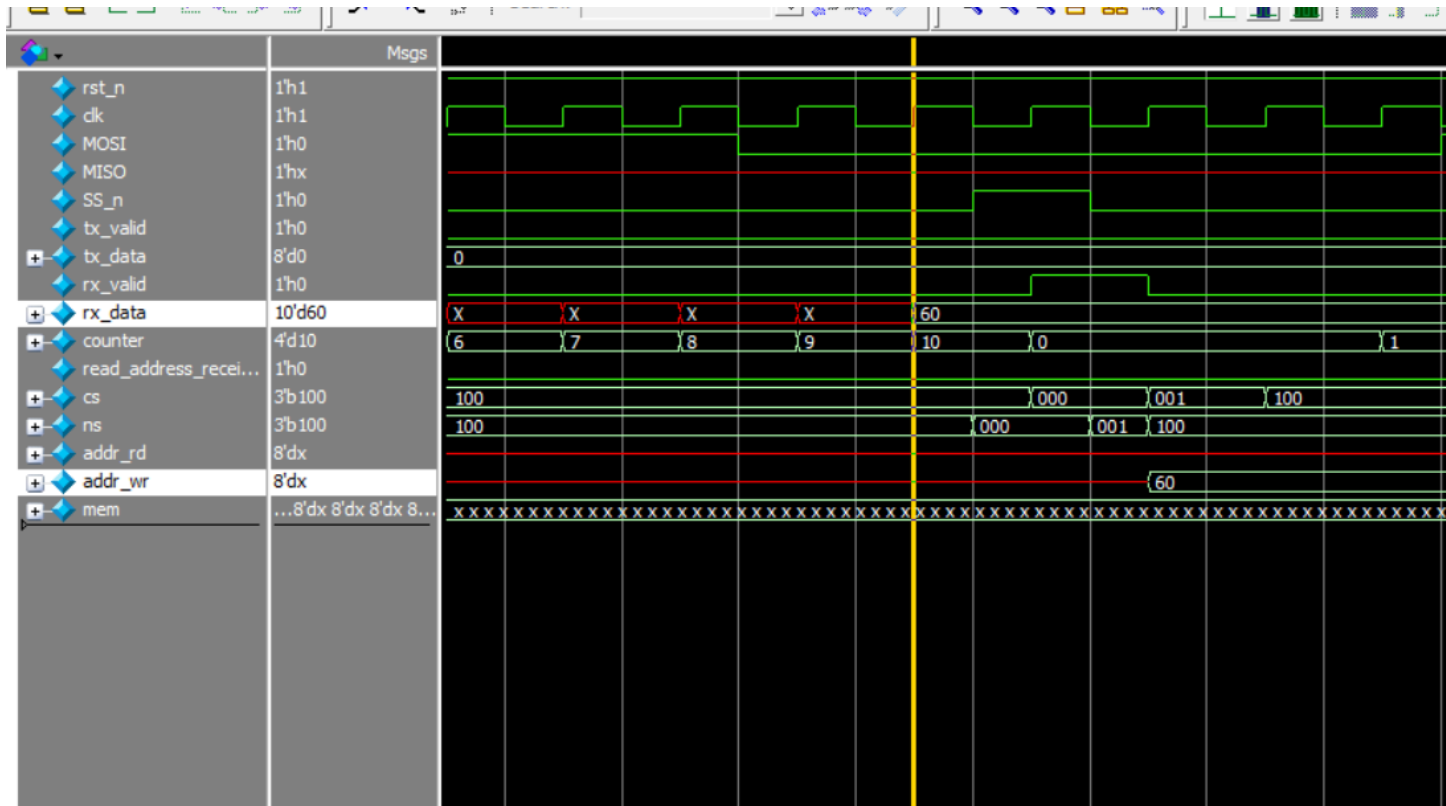 Msgs
rst_n 1'h1
clk 1'h1
MOSI 1'h0
MISO 1'hx
SS_n 1'h0
tx_valid 1'h0
tx_data 8'd0 0
rx_valid 1'h0
rx_data 10'd60 X X X X 60
counter 4'd10 6 7 8 9 10 0 1
read_address_recei... 1'h0
cs 3'b100 100 000 001 100
ns 3'b100 100 000 001 100
addr_rd 8'dx
addr_wr 8'dx 60
mem ...8'dx 8'dx 8'dx 8... x x x x x x x x x x x x x x x x x x x x x x x x x x x x x x x x x x x x x x x x x x x x x x x x x x x x